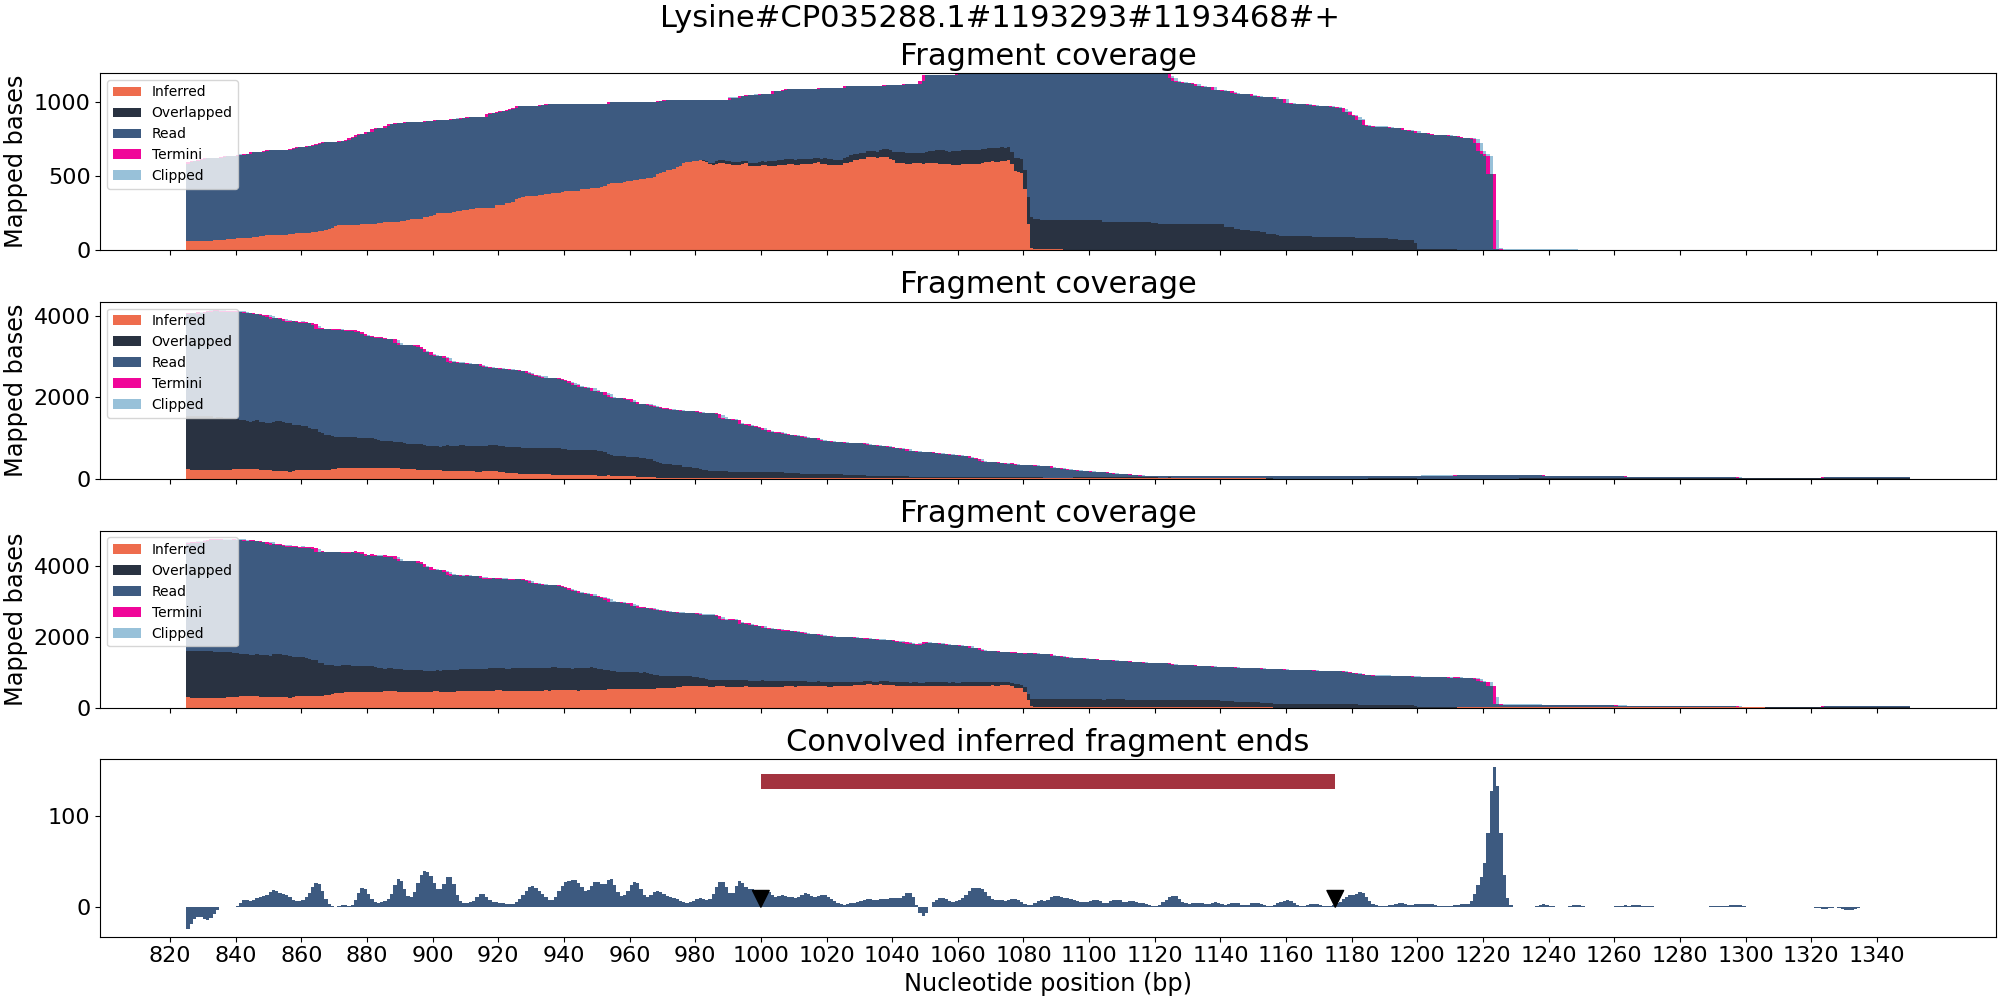 Lysine#CP035288.1#1193293#1193468#+
Fragment coverage
Mapped bases
1000
500
0
Inferred
Overlapped
Read
Termini
Clipped
Fragment coverage
Mapped bases
4000
2000
0
Inferred
Overlapped
Read
Termini
Clipped
Fragment coverage
Mapped bases
4000
2000
0
Inferred
Overlapped
Read
Termini
Clipped
Convolved inferred fragment ends
100
0
820 840 860 880 900 920 940 960 980 1000 1020 1040 1060 1080 1100 1120 1140 1160 1180 1200 1220 1240 1260 1280 1300 1320 1340
Nucleotide position (bp)